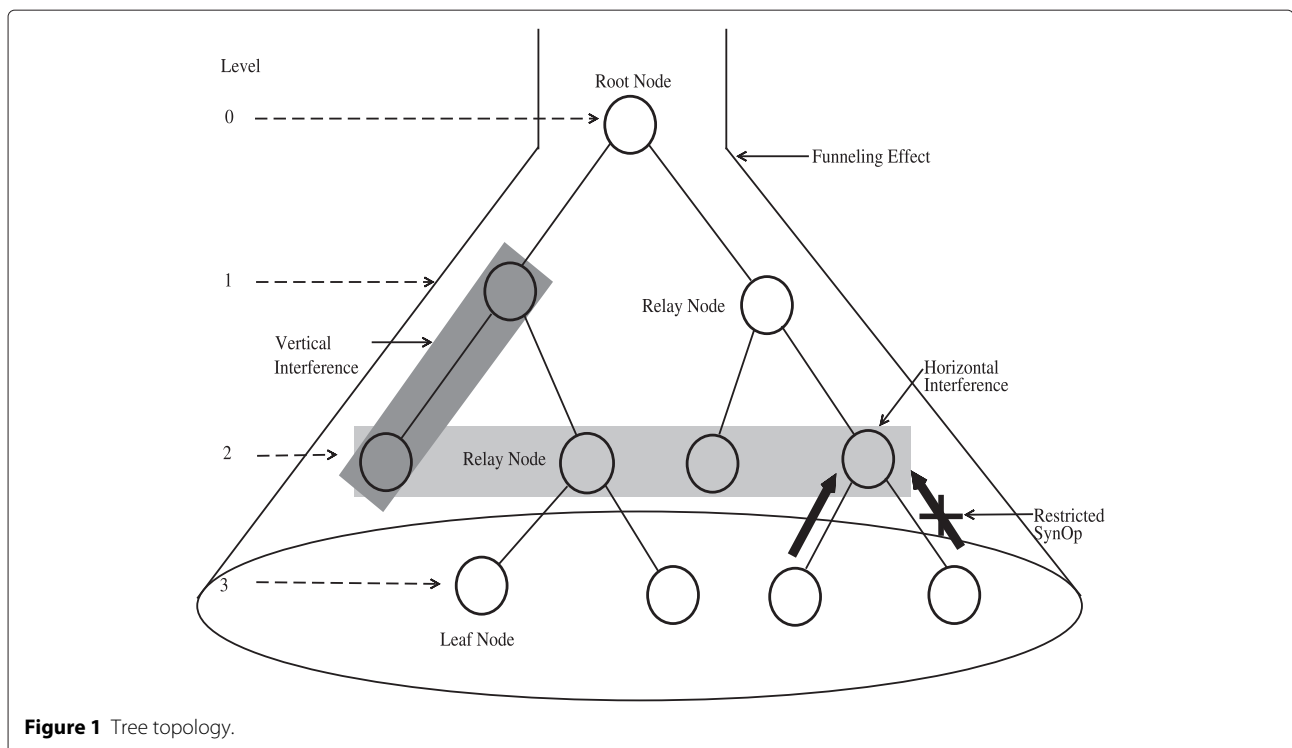 Level
Root Node
0
Funneling Effect
1
Relay Node
Vertical
Interference
Horizontal
Interference
2
Relay Node
Restricted
SynOp
3
Leaf Node
Figure 1 Tree topology.